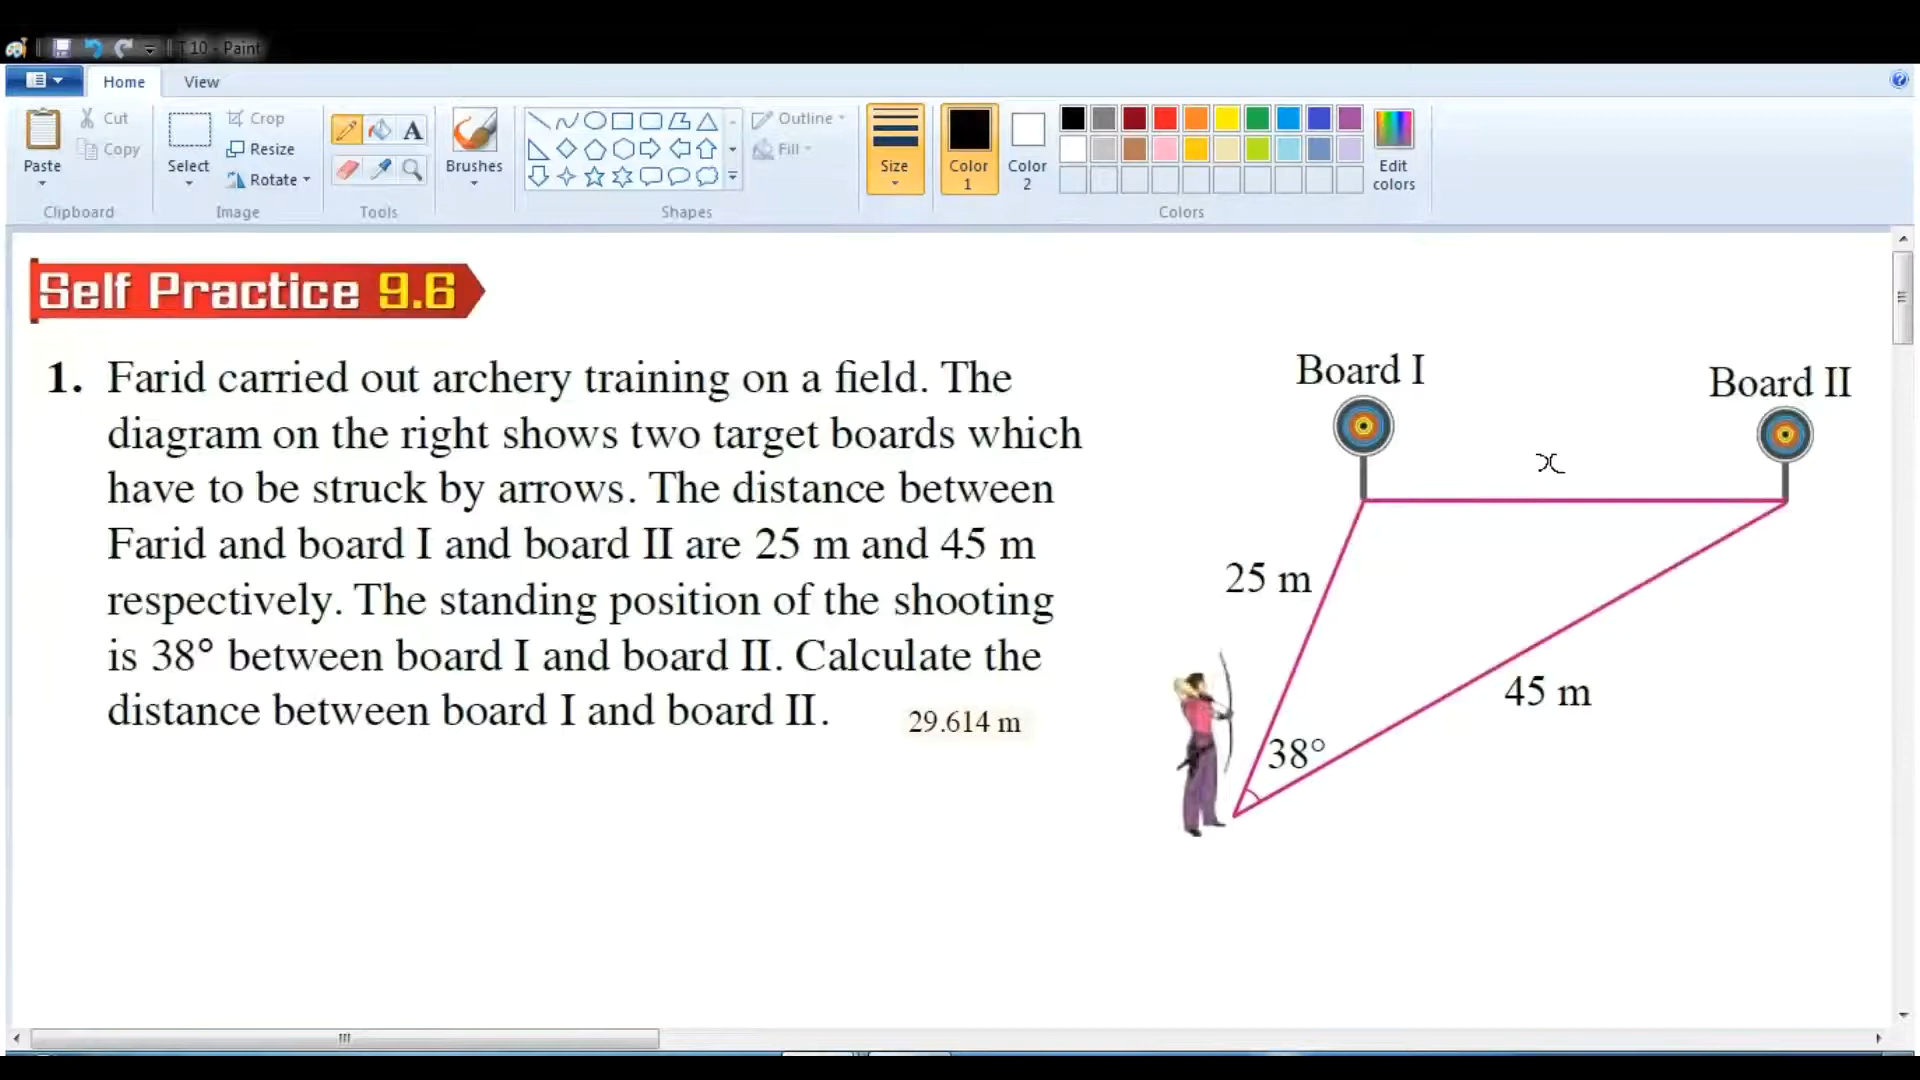 T10 - Paint
Home View
Paste
Cut
Copy
Clipboard
Select
Crop
Resize
Rotate
Image
A
Tools
Brushes
Shapes
Outline
Fill
Size
Color
1
Color
2
Edit
colors
Colors
Self Practice 9.6
1. Farid carried out archery training on a field. The
diagram on the right shows two target boards which
have to be struck by arrows. The distance between
Farid and board I and board II are 25 m and 45 m
respectively. The standing position of the shooting
is 38° between board I and board II. Calculate the
distance between board I and board II. 29.614 m
Board I
Board II
x
25 m
45 m
38°